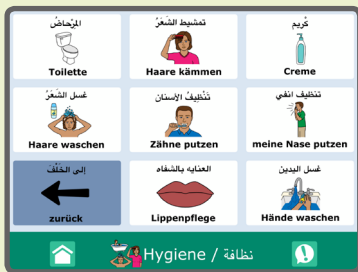 المِرْحاضُ
Toilette
تمشيط الشَعَرُ
Haare kämmen
كْريم
Creme
غسل الشَعَرُ
Haare waschen
تَنْظِيفُ الأسنان
Zähne putzen
تنظيف انفي
meine Nase putzen
إلى الخَلْف
zurück
العنايه بالشفاه
Lippenpflege
غسل اليدين
Hände waschen
Hygiene / نظافة